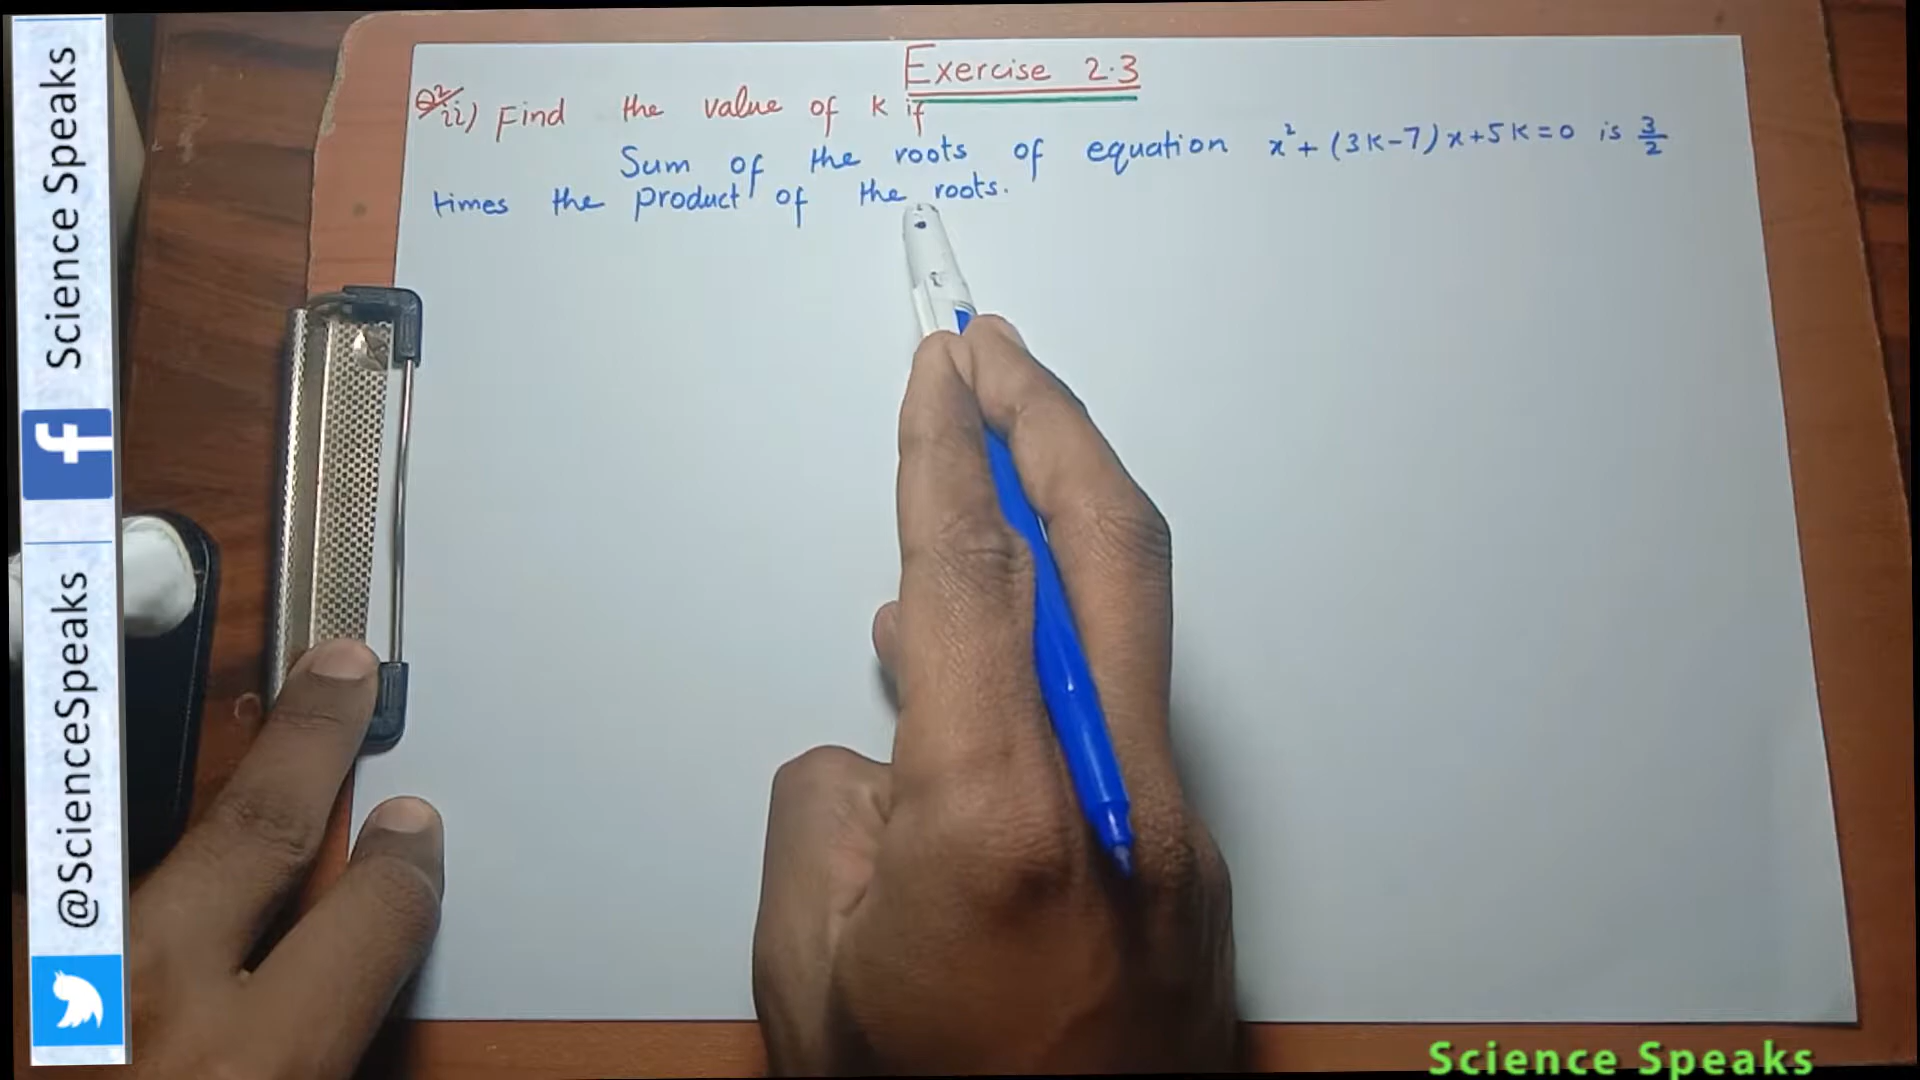 Exercise 2.3
Q2 ii) Find the value of k if
Sum of the roots of equation x² + (3k-7)x+5k=0 is 3/2
times the product of the roots.
Science Speaks
f
@ScienceSpeaks
Science Speaks